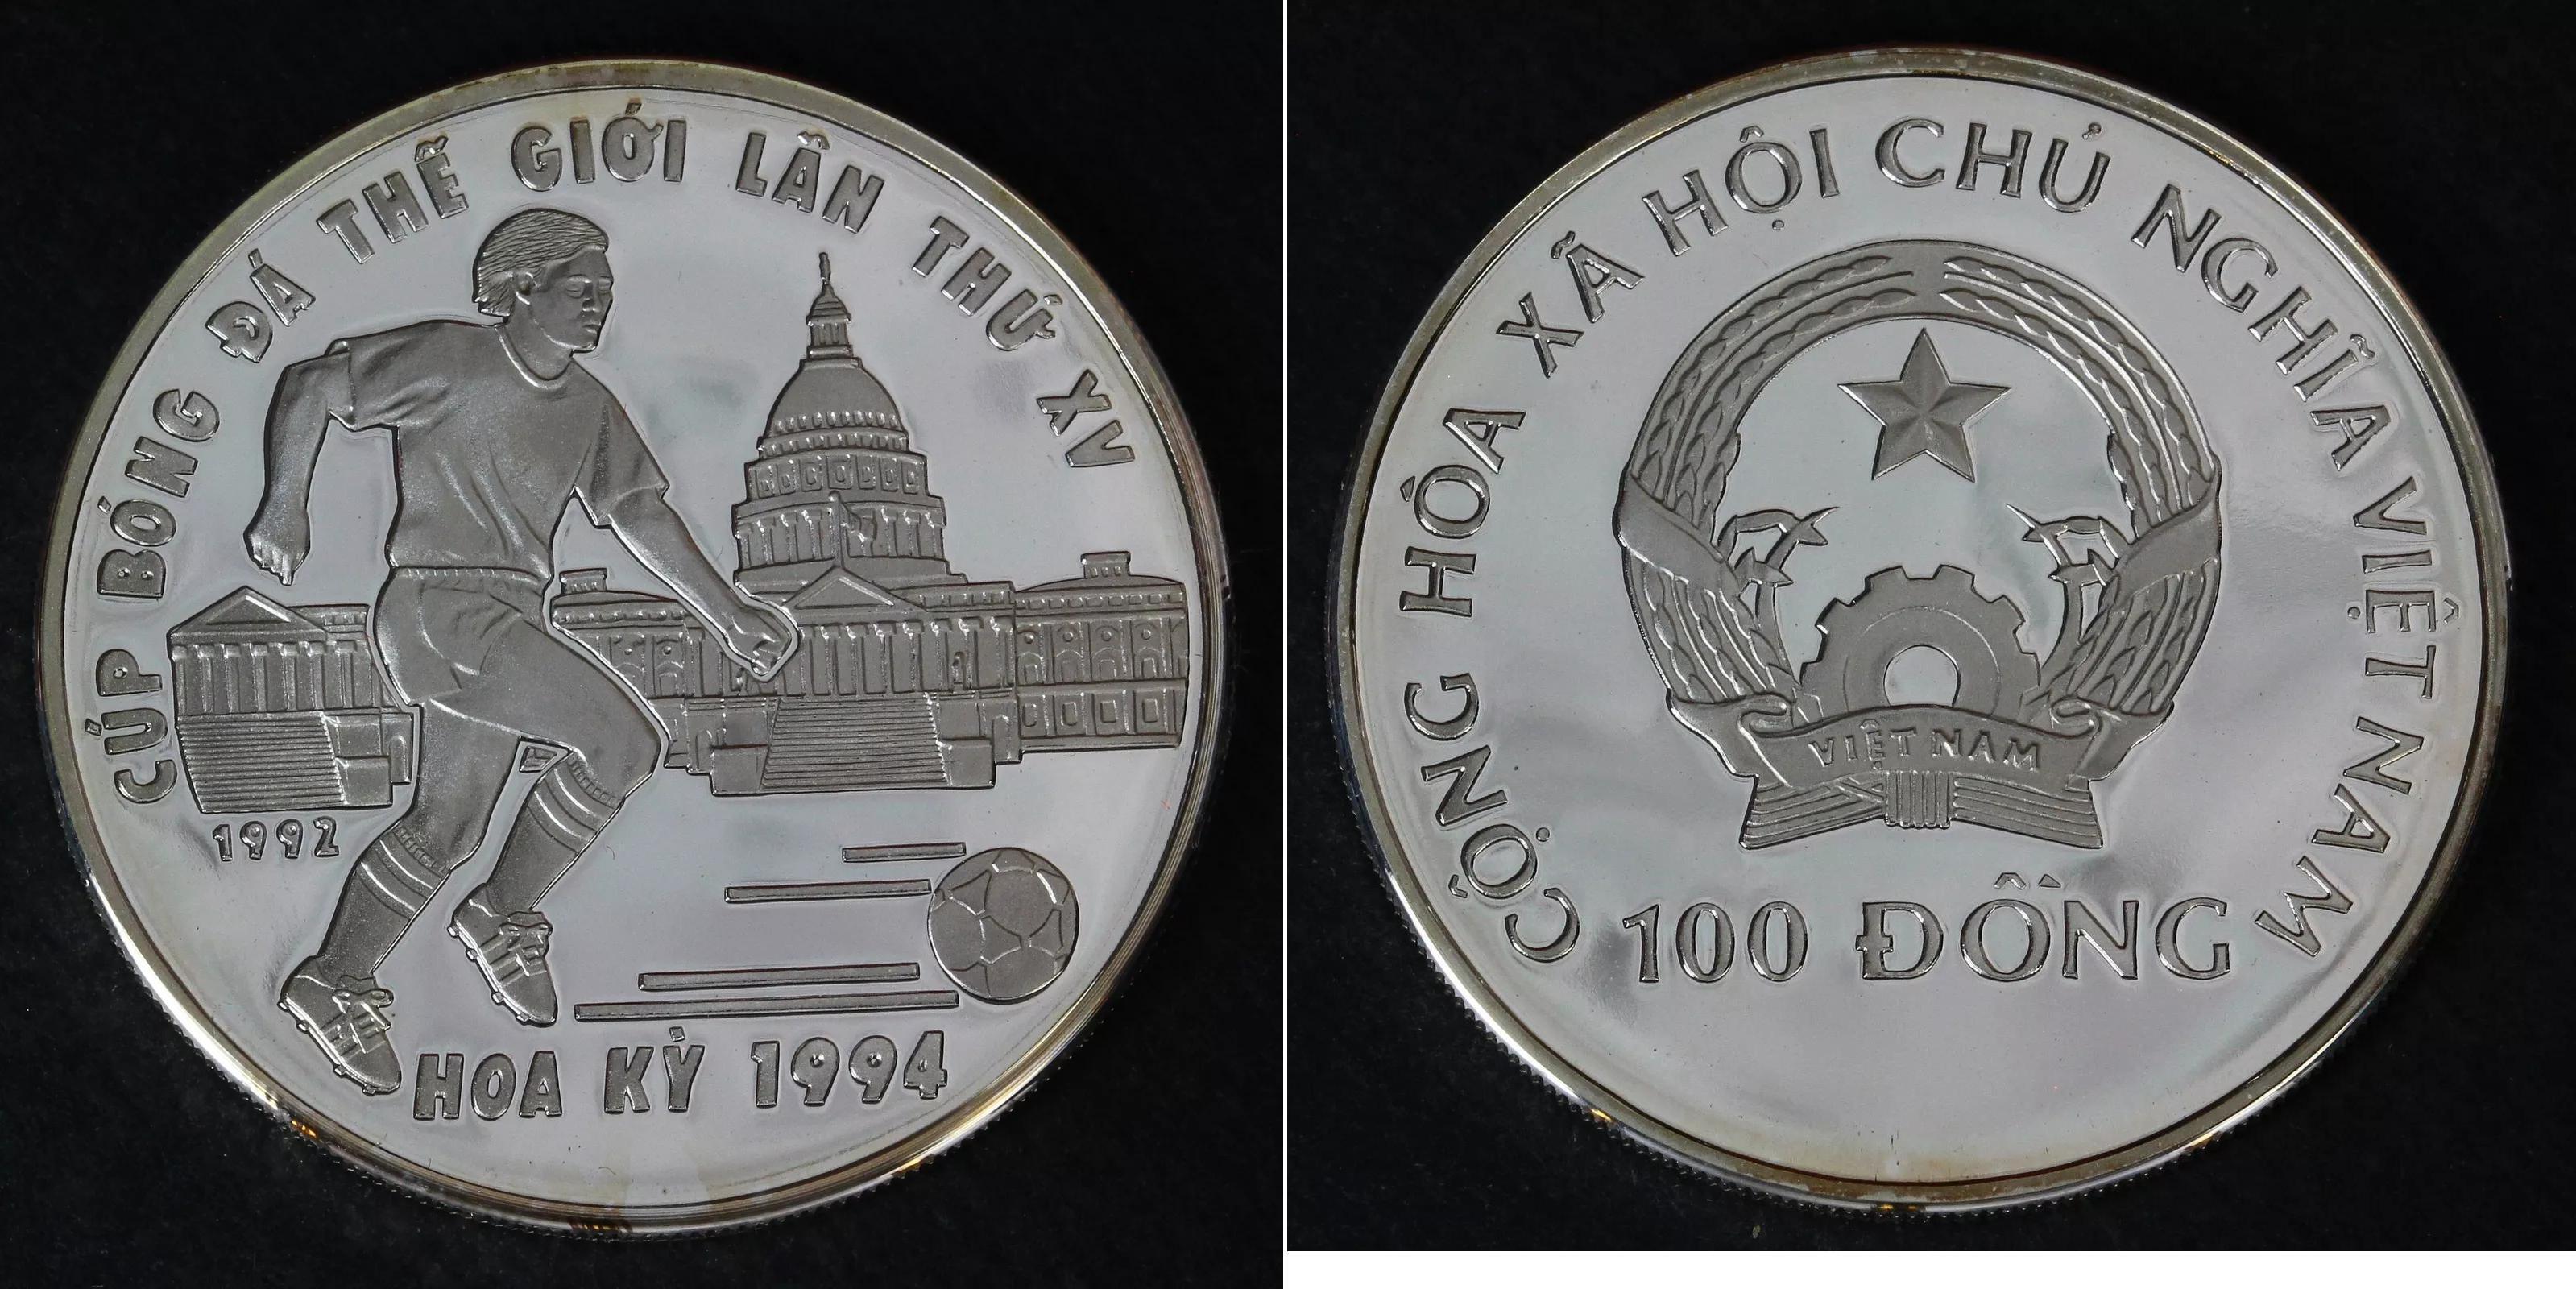 CÚP BÓNG ĐÁ THẾ GIỚI LẦN THỨ XV
1992
HOA KỲ 1994
CỘNG HÒA XÃ HỘI CHỦ NGHĨA VIỆT NAM
VIỆT NAM
100 ĐỒNG